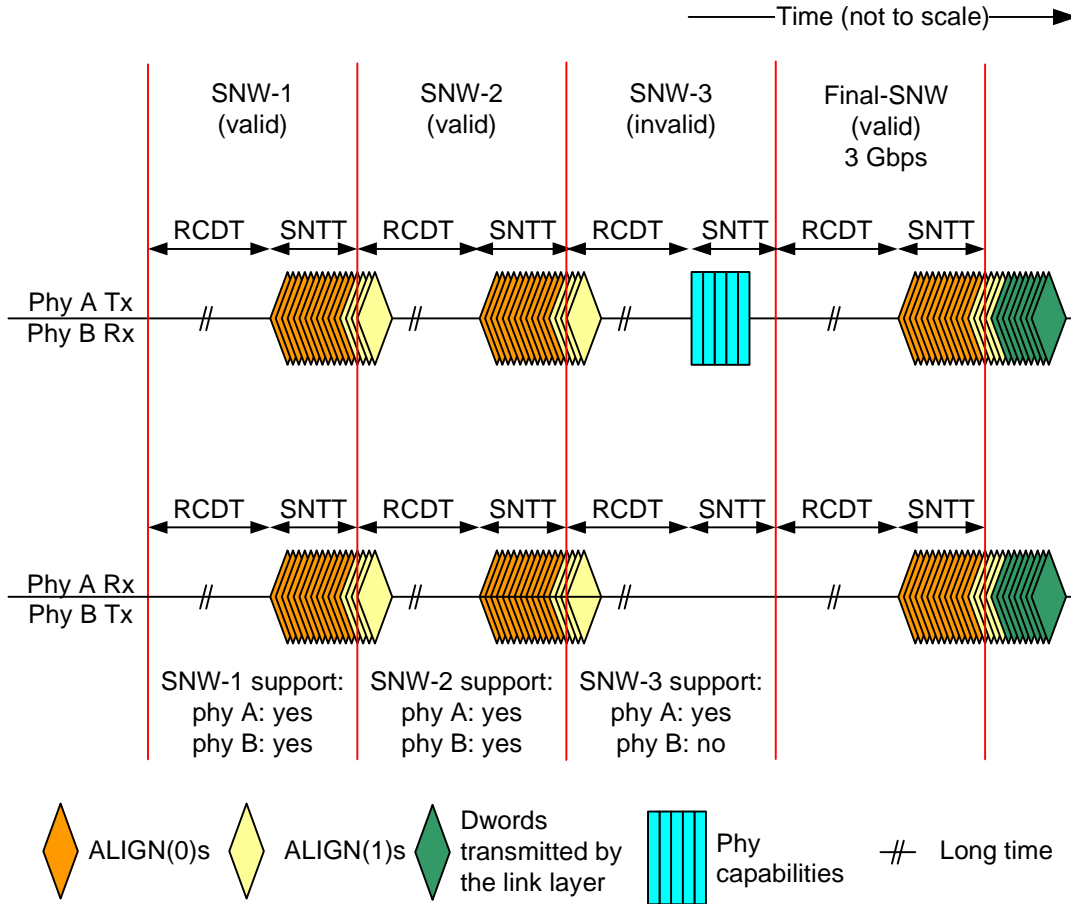 Time (not to scale)
SNW-1
(valid)
SNW-2
(valid)
SNW-3
(invalid)
Final-SNW
(valid)
3 Gbps
RCDT SNTT RCDT SNTT RCDT SNTT RCDT SNTT
Phy A Tx
Phy B Rx
RCDT SNTT RCDT SNTT RCDT SNTT RCDT SNTT
Phy A Rx
Phy B Tx
SNW-1 support:
phy A: yes
phy B: yes
SNW-2 support:
phy A: yes
phy B: yes
SNW-3 support:
phy A: yes
phy B: no
ALIGN(0)s
ALIGN(1)s
Dwords
transmitted by
the link layer
Phy
capabilities
Long time